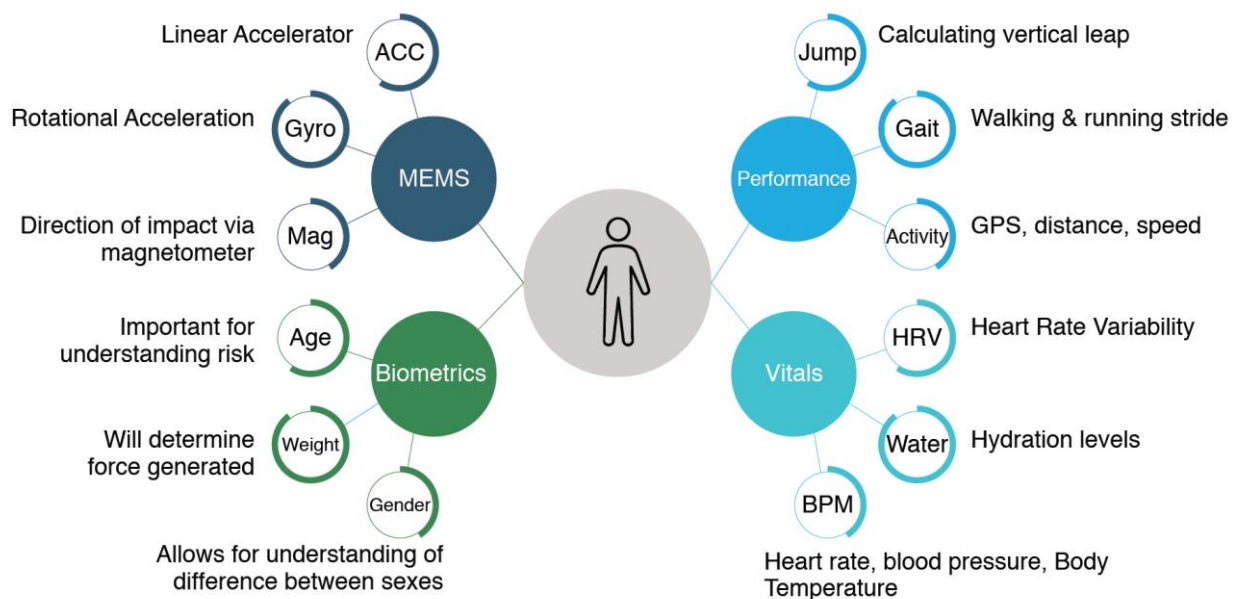 Linear Accelerator
ACC
Rotational Acceleration
Gyro
MEMS
Direction of impact via
magnetometer
Mag
Important for
understanding risk
Age
Biometrics
Will determine
force generated
Weight
Gender
Allows for understanding of
difference between sexes
Jump
Calculating vertical leap
Performance
Gait
Walking & running stride
Activity
GPS, distance, speed
HRV
Heart Rate Variability
Vitals
Water
Hydration levels
BPM
Heart rate, blood pressure, Body
Temperature